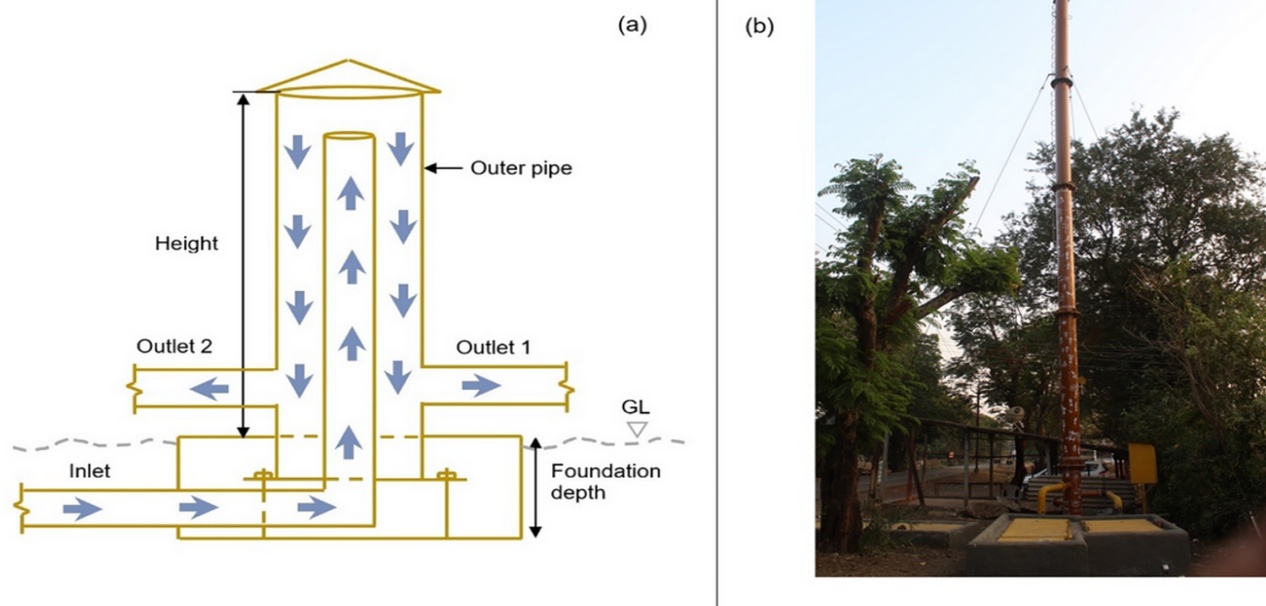 (a)
(b)
Outer pipe
Height
Outlet 2
Outlet 1
GL
Inlet
Foundation
depth